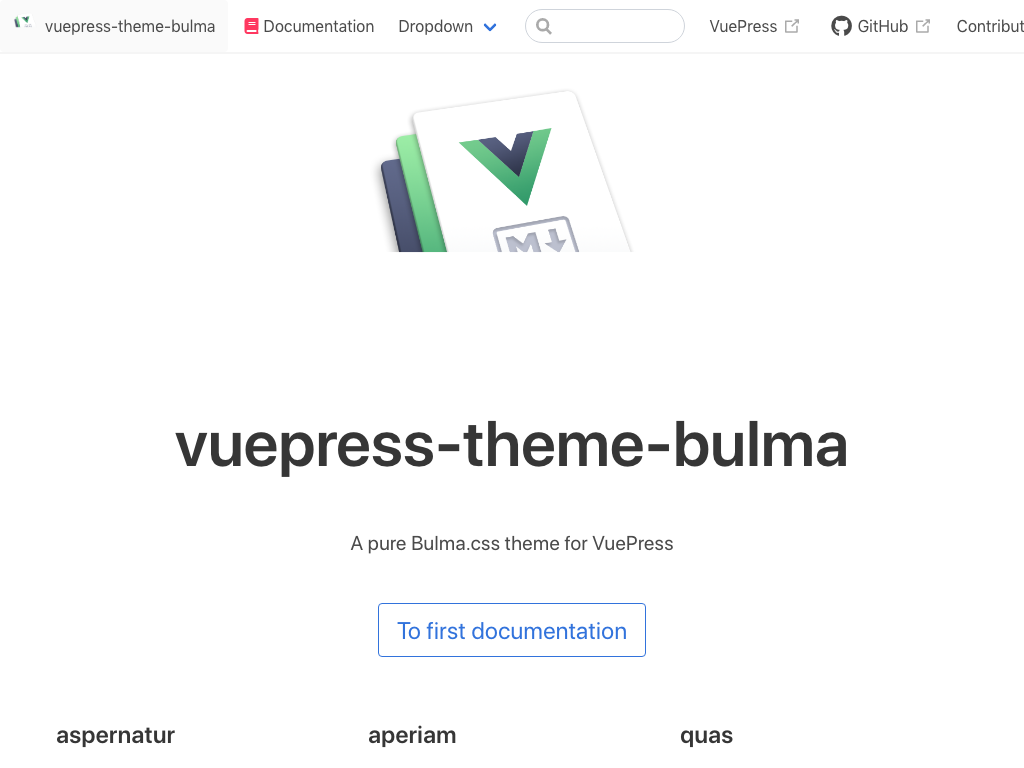 vuepress-theme-bulma Documentation Dropdown VuePress GitHub Contribut
M
vuepress-theme-bulma
A pure Bulma.css theme for VuePress
To first documentation
aspernatur aperiam quas